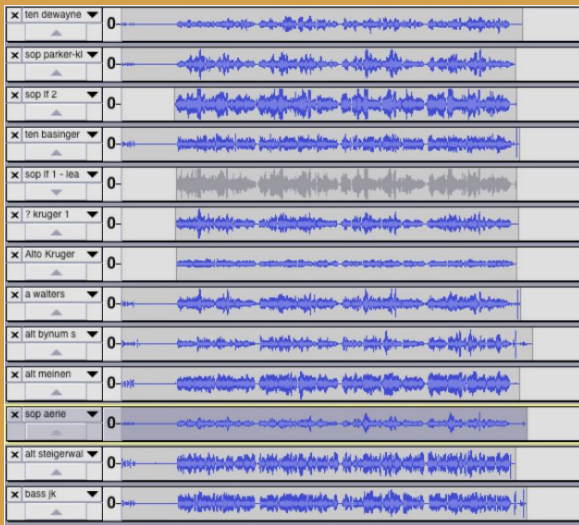 ten dewayne
0-
sop parker-kl
0-
sop lf 2
0-
ten basinger
0-
sop lf 1 - lea
0-
? kruger 1
0-
Alto Kruger
0-
a walters
0-
alt bynum s
0-
alt meinen
0-
sop aerie
0-
alt steigerwal
0-
bass jk
0-